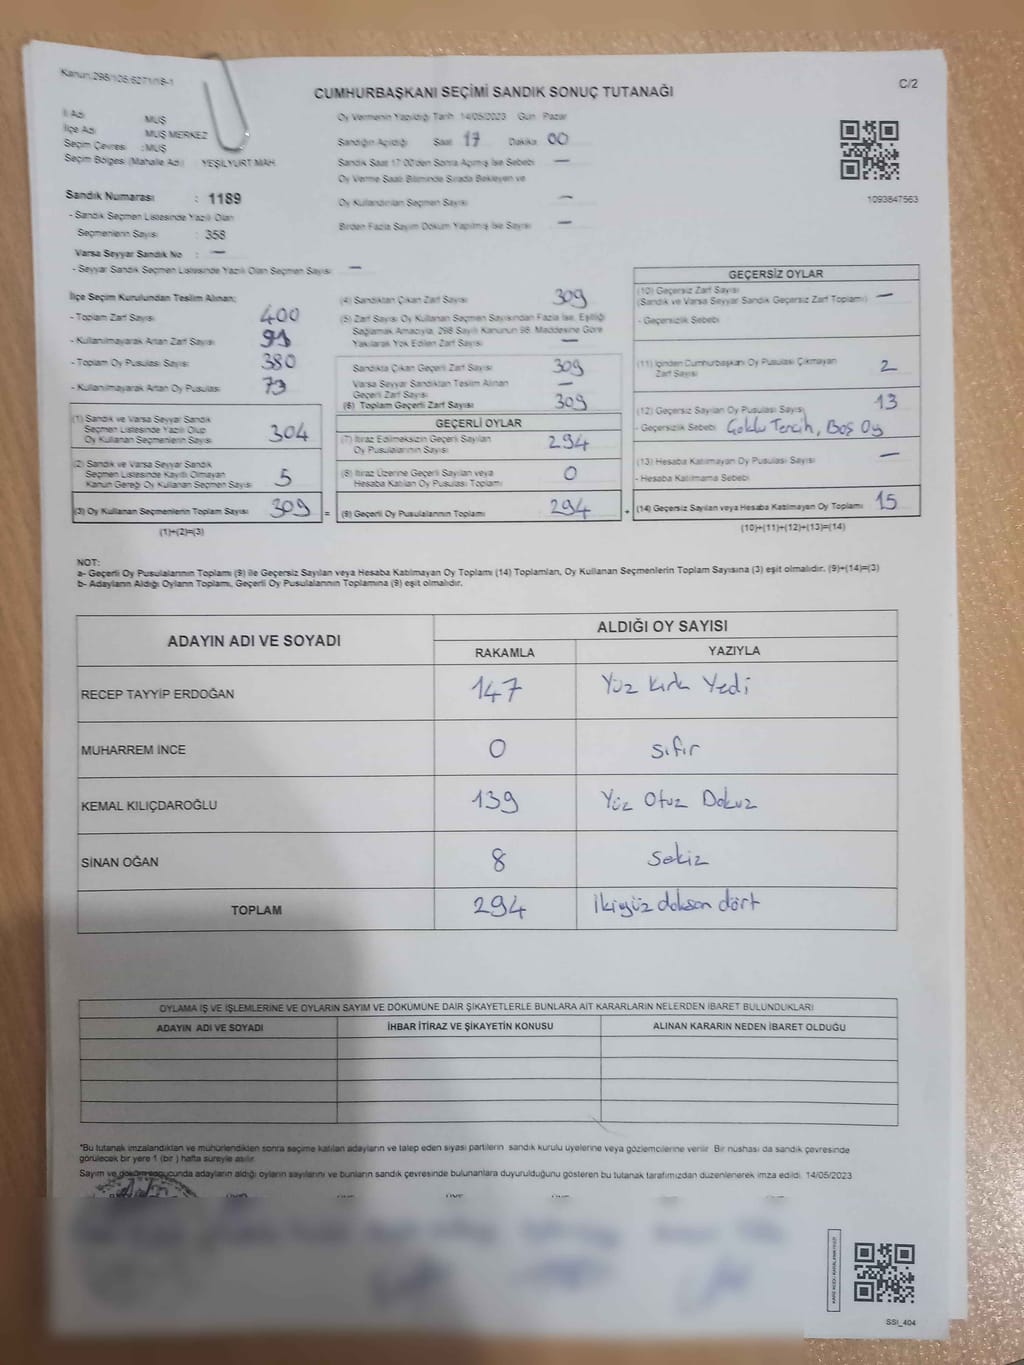 Kanun:298/105;6271/18-1
C/2
CUMHURBAŞKANI SEÇİMİ SANDIK SONUÇ TUTANAĞI
İl Adı MUŞ
İlçe Adı MUŞ MERKEZ
Seçim Çevresi :MUŞ
Seçim Bölgesi (Mahalle Adı) YEŞİLYURT MAH.
Oy Vermenin Yapıldığı Tarih 14/05/2023 Gün Pazar
Sandığın Açıldığı Saat 17 Dakika 00
Sandık Saat 17:00'den Sonra Açılmış İse Sebebi —
Oy Verme Saati Bitiminde Sırada Bekleyen ve
Oy Kullandırılan Seçmen Sayısı —
Birden Fazla Sayım Döküm Yapılmış İse Sayısı —
1093847563
Sandık Numarası : 1189
- Sandık Seçmen Listesinde Yazılı Olan
Seçmenlerin Sayısı : 358
Varsa Seyyar Sandık No : —
- Seyyar Sandık Seçmen Listesinde Yazılı Olan Seçmen Sayısı —
İlçe Seçim Kurulundan Teslim Alınan;
- Toplam Zarf Sayısı 400
- Kullanılmayarak Artan Zarf Sayısı 91
- Toplam Oy Pusulası Sayısı 380
- Kullanılmayarak Artan Oy Pusulası 73
(1) Sandık ve Varsa Seyyar Sandık
Seçmen Listesinde Yazılı Olup
Oy Kullanan Seçmenlerin Sayısı 304
(2) Sandık ve Varsa Seyyar Sandık
Seçmen Listesinde Kayıtlı Olmayan
Kanun Gereği Oy Kullanan Seçmen Sayısı 5
(3) Oy Kullanan Seçmenlerin Toplam Sayısı 309 =
(1)+(2)=(3)
(4) Sandıktan Çıkan Zarf Sayısı 309
(5) Zarf Sayısı Oy Kullanan Seçmen Sayısından Fazla İse, Eşitliği
Sağlamak Amacıyla, 298 Sayılı Kanunun 98. Maddesine Göre
Yakılarak Yok Edilen Zarf Sayısı —
Sandıkta Çıkan Geçerli Zarf Sayısı 309
Varsa Seyyar Sandıktan Teslim Alınan
Geçerli Zarf Sayısı —
(6) Toplam Geçerli Zarf Sayısı 309
GEÇERLİ OYLAR
(7) İtiraz Edilmeksizin Geçerli Sayılan
Oy Pusulalarının Sayısı 294
(8) İtiraz Üzerine Geçerli Sayılan veya
Hesaba Katılan Oy Pusulası Toplamı 0
(9) Geçerli Oy Pusulalarının Toplamı 294 +
GEÇERSİZ OYLAR
(10) Geçersiz Zarf Sayısı
(Sandık ve Varsa Seyyar Sandık Geçersiz Zarf Toplamı) —
- Geçersizlik Sebebi
(11) İçinden Cumhurbaşkanı Oy Pusulası Çıkmayan
Zarf Sayısı 2
(12) Geçersiz Sayılan Oy Pusulası Sayısı 13
- Geçersizlik Sebebi Çoklu Tercih, Boş Oy
(13) Hesaba Katılmayan Oy Pusulası Sayısı —
- Hesaba Katılmama Sebebi
(14) Geçersiz Sayılan veya Hesaba Katılmayan Oy Toplamı 15
(10)+(11)+(12)+(13)=(14)
NOT:
a- Geçerli Oy Pusulalarının Toplamı (9) ile Geçersiz Sayılan veya Hesaba Katılmayan Oy Toplamı (14) Toplamları, Oy Kullanan Seçmenlerin Toplam Sayısına (3) eşit olmalıdır. (9)+(14)=(3)
b- Adayların Aldığı Oyların Toplamı, Geçerli Oy Pusulalarının Toplamına (9) eşit olmalıdır.
ADAYIN ADI VE SOYADI
ALDIĞI OY SAYISI
RAKAMLA YAZIYLA
RECEP TAYYİP ERDOĞAN 147 Yüz Kırk Yedi
MUHARREM İNCE 0 sıfır
KEMAL KILIÇDAROĞLU 139 Yüz Otuz Dokuz
SİNAN OĞAN 8 Sekiz
TOPLAM 294 İkiyüz doksan dört
OYLAMA İŞ VE İŞLEMLERİNE VE OYLARIN SAYIM VE DÖKÜMÜNE DAİR ŞİKAYETLERLE BUNLARA AİT KARARLARIN NELERDEN İBARET BULUNDUKLARI
ADAYIN ADI VE SOYADI İHBAR İTİRAZ VE ŞİKAYETİN KONUSU ALINAN KARARIN NEDEN İBARET OLDUĞU
*Bu tutanak imzalandıktan ve mühürlendikten sonra seçime katılan adayların ve talep eden siyasi partilerin sandık kurulu üyelerine veya gözlemcilerine verilir. Bir nushası da sandık çevresinde
görülecek bir yere 1 (bir) hafta süreyle asılır.
Sayım ve döküm sonucunda adayların aldığı oyların sayılarını ve bunların sandık çevresinde bulunanlara duyurulduğunu gösteren bu tutanak tarafımızdan düzenlenerek imza edildi. 14/05/2023
SSI_404